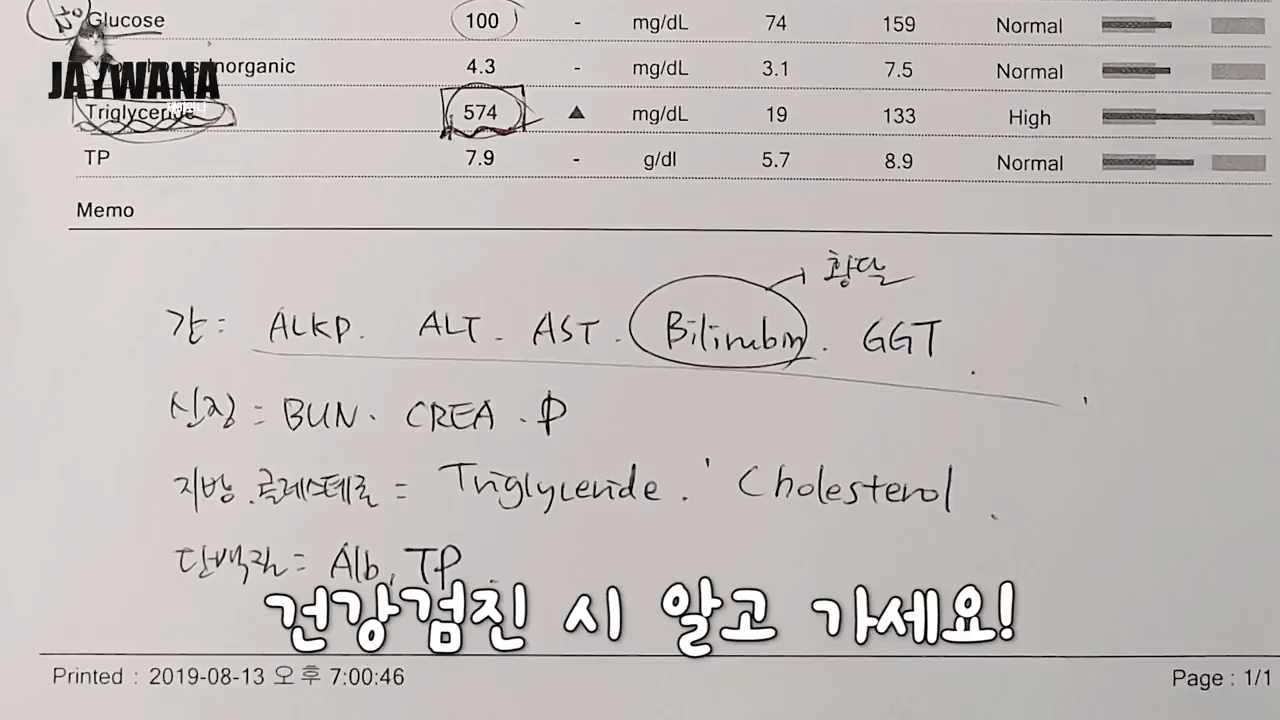 Glucose 100 - mg/dL 74 159 Normal
JAYWANA
norganic 4.3 - mg/dL 3.1 7.5 Normal
Triglyceride 574 ▲ mg/dL 19 133 High
TP 7.9 - g/dl 5.7 8.9 Normal
Memo
황달
간 : ALKP. ALT. AST. Bilirubin. GGT
신장 : BUN. CREA. P
지방.콜레스테롤 = Triglyceride. Cholesterol
단백질 = Alb, TP
건강검진 시 알고 가세요!
Printed : 2019-08-13 오후 7:00:46 Page : 1/1